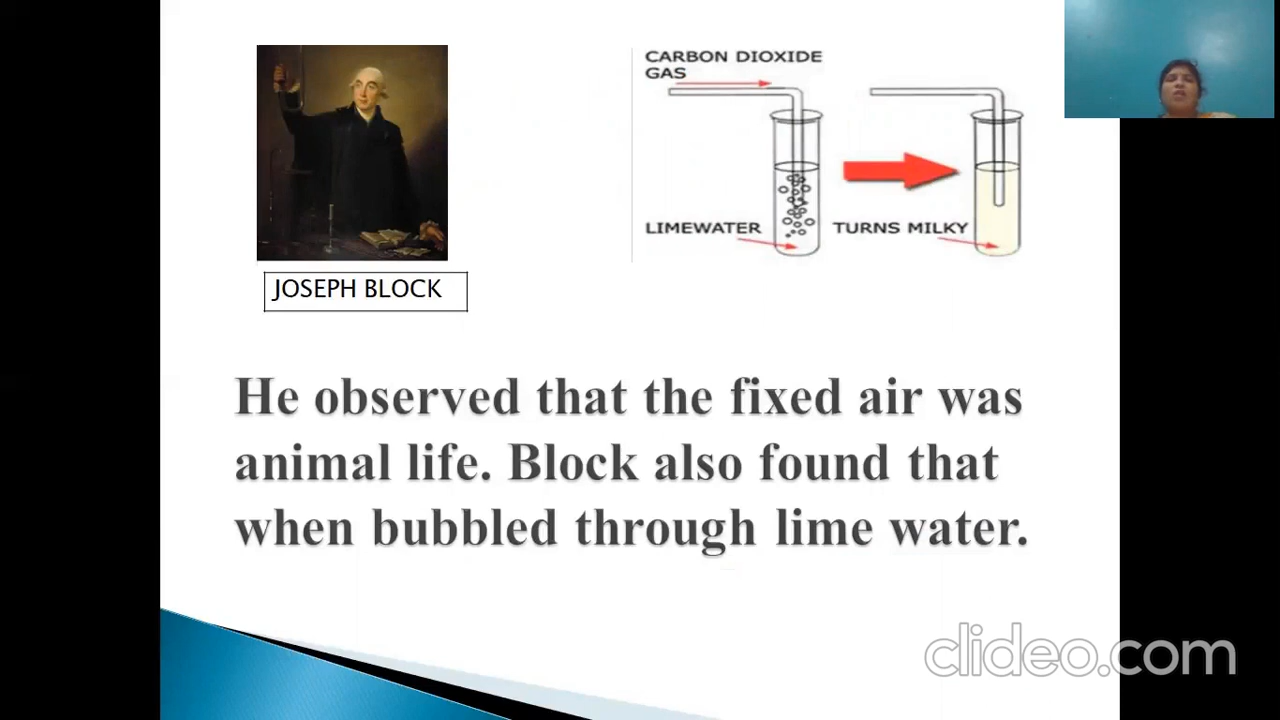 CARBON DIOXIDE
GAS
LIMEWATER
TURNS MILKY
JOSEPH BLOCK
He observed that the fixed air was
animal life. Block also found that
when bubbled through lime water.
clideo.com